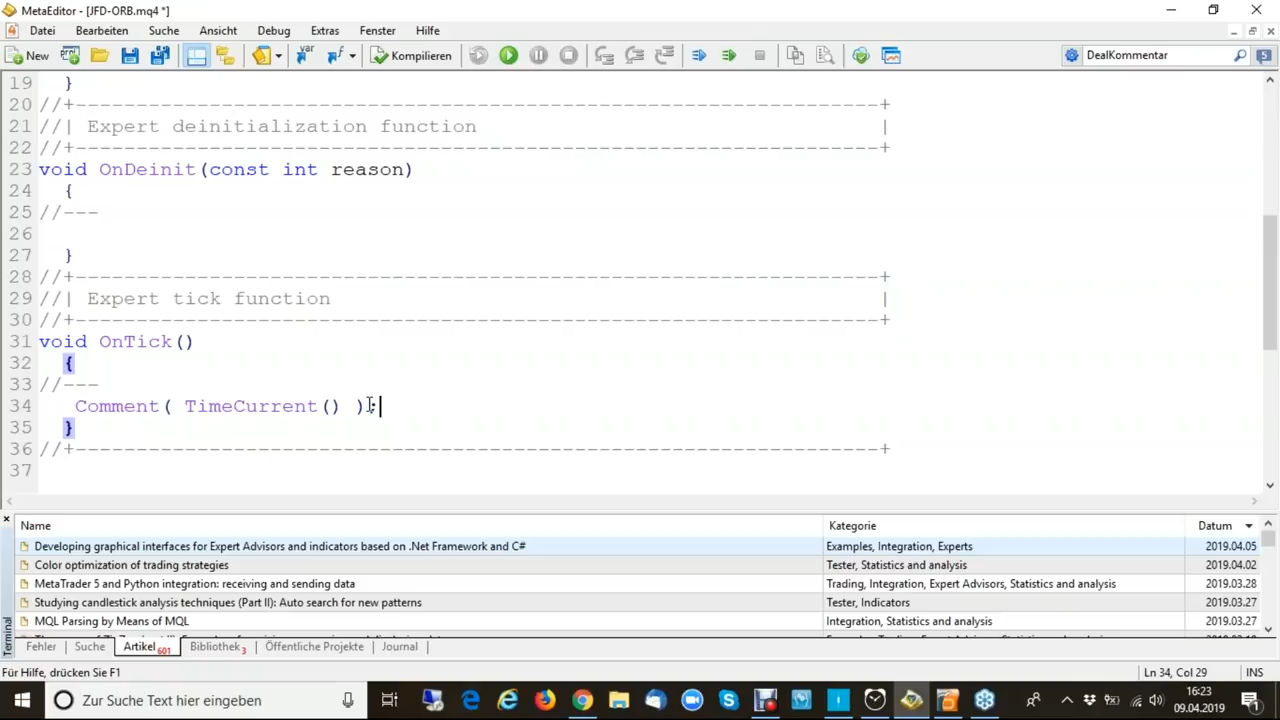 MetaEditor - [JFD-ORB.mq4 *]
Datei Bearbeiten Suche Ansicht Debug Extras Fenster Hilfe
New Kompilieren DealKommentar 5
19 }
20 //+------------------------------------------------------------------+
21 //| Expert deinitialization function |
22 //+------------------------------------------------------------------+
23 void OnDeinit(const int reason)
24 {
25 //---
26
27 }
28 //+------------------------------------------------------------------+
29 //| Expert tick function |
30 //+------------------------------------------------------------------+
31 void OnTick()
32 {
33 //---
34 Comment( TimeCurrent() );
35 }
36 //+------------------------------------------------------------------+
37
Name Kategorie Datum
Developing graphical interfaces for Expert Advisors and indicators based on .Net Framework and C# Examples, Integration, Experts 2019.04.05
Color optimization of trading strategies Tester, Statistics and analysis 2019.04.02
MetaTrader 5 and Python integration: receiving and sending data Trading, Integration, Expert Advisors, Statistics and analysis 2019.03.28
Studying candlestick analysis techniques (Part II): Auto search for new patterns Tester, Indicators 2019.03.27
MQL Parsing by Means of MQL Integration, Statistics and analysis 2019.03.27
Terminal
Fehler Suche Artikel 601 Bibliothek 3 Öffentliche Projekte Journal
Für Hilfe, drücken Sie F1 Ln 34, Col 29 INS
Zur Suche Text hier eingeben 16:23
09.04.2019